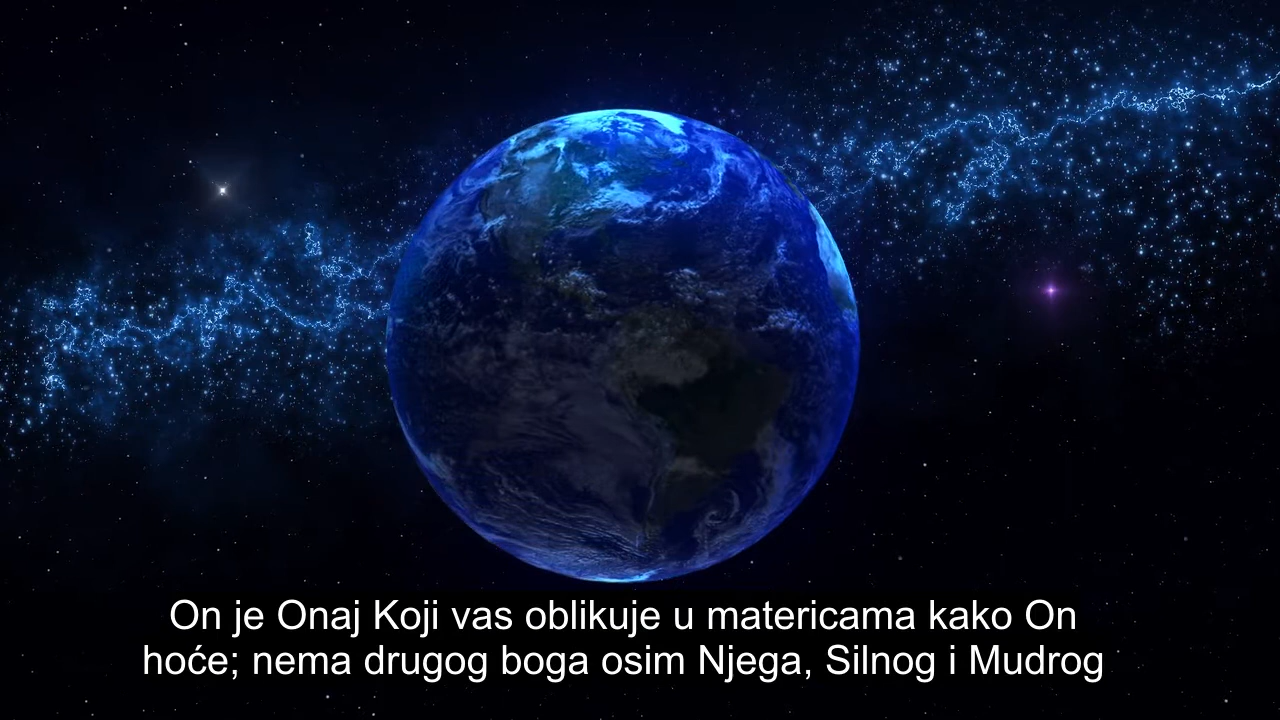 On je Onaj Koji vas oblikuje u matericama kako On
hoće; nema drugog boga osim Njega, Silnog i Mudrog